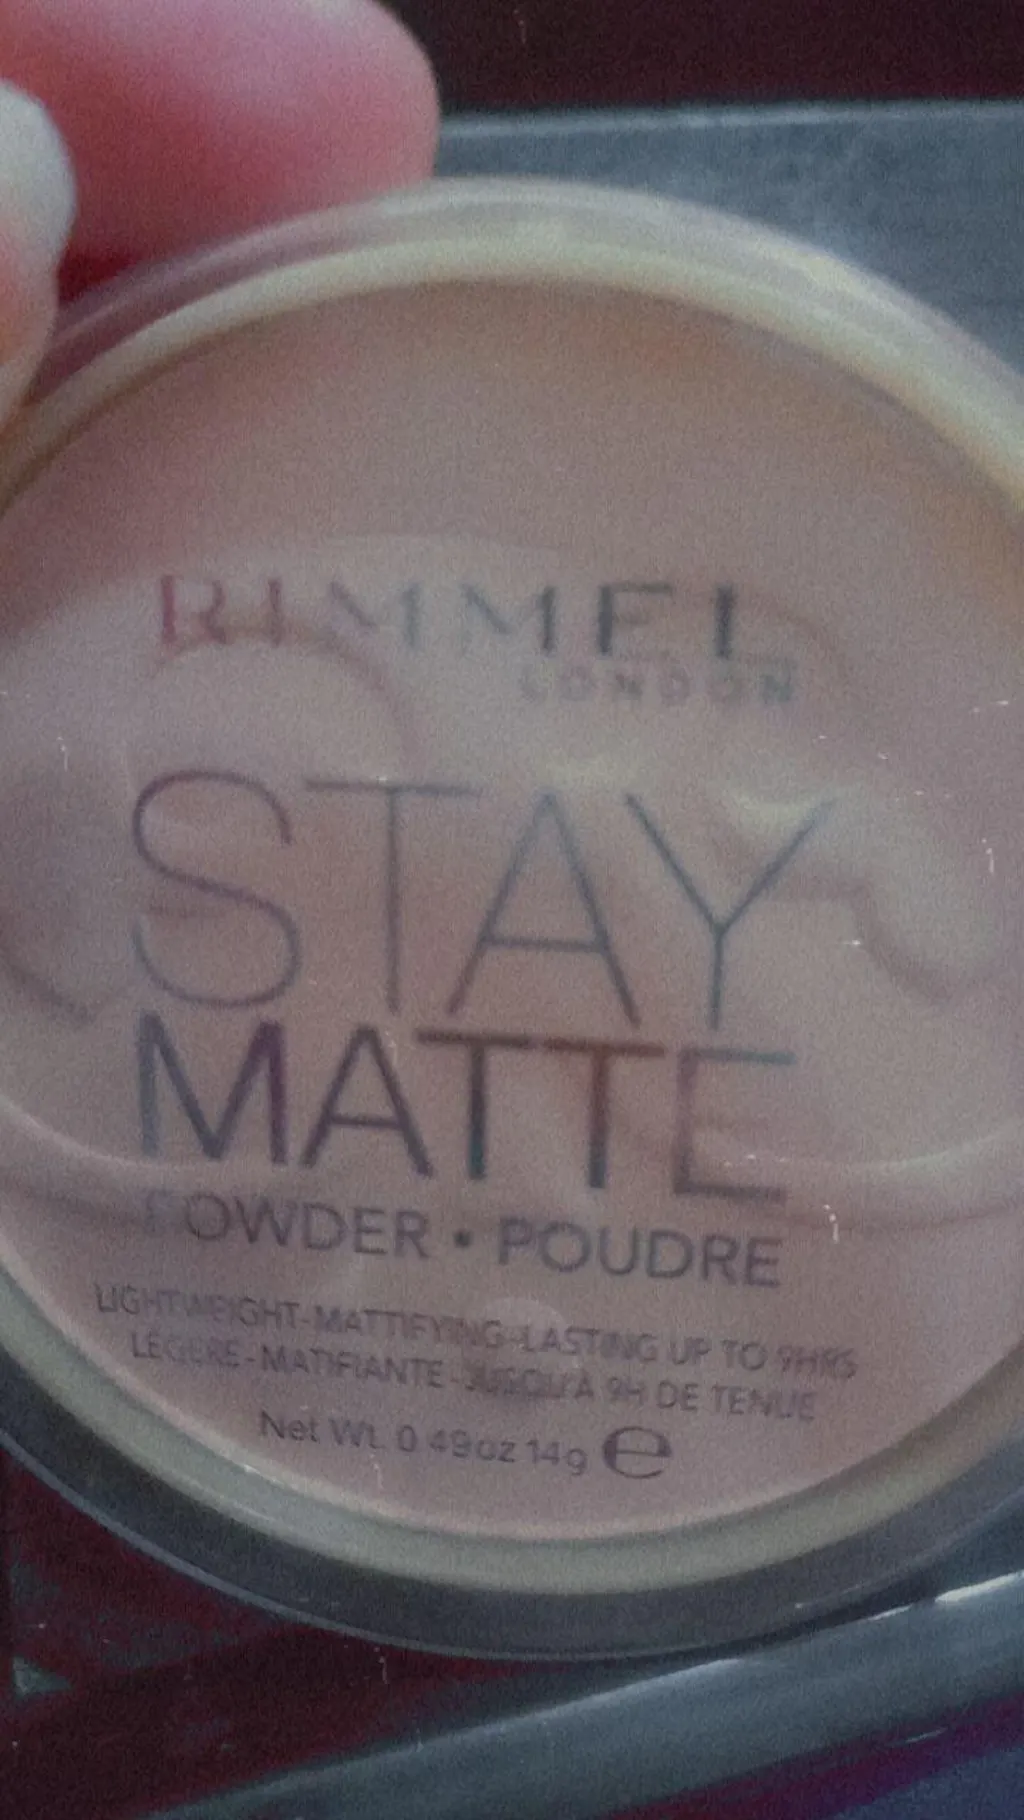 RIMMEL
LONDON
STAY
MATTE
POWDER • POUDRE
LIGHTWEIGHT-MATTIFYING-LASTING UP TO 9HRS
LÉGÈRE-MATIFIANTE-JUSQU'À 9H DE TENUE
Net Wt. 0.49oz 14g ℮